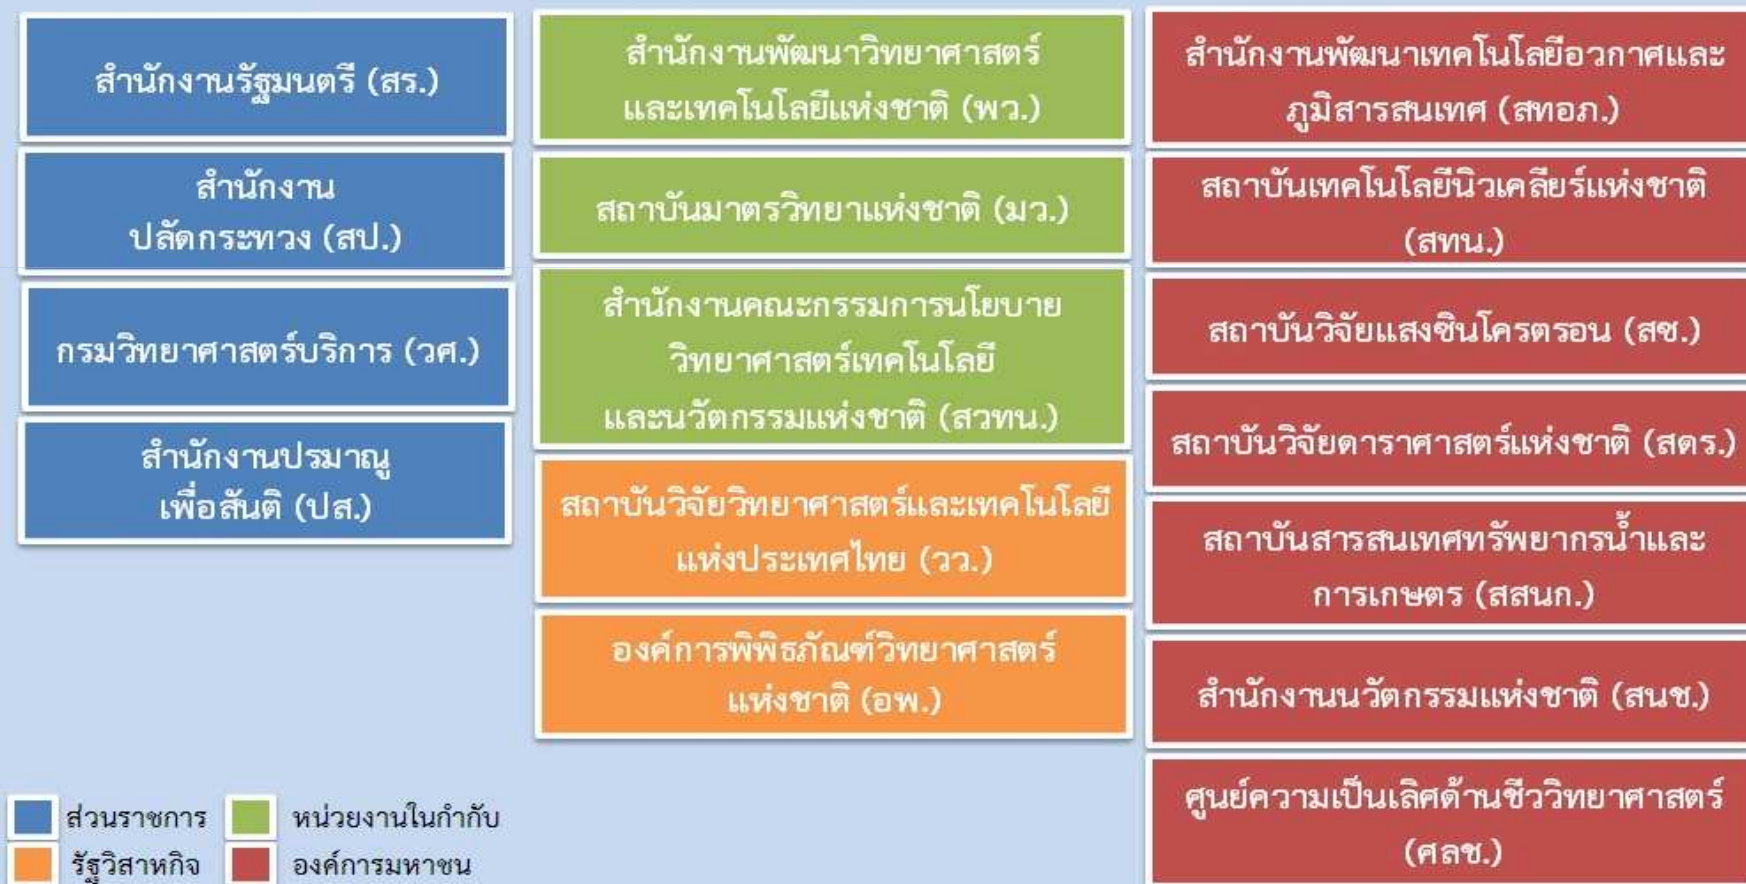 สำนักงานรัฐมนตรี (สร.)
สำนักงาน
ปลัดกระทวง (สป.)
กรมวิทยาศาสตร์บริการ (วศ.)
สำนักงานปรมาณู
เพื่อสันติ (ปส.)
สำนักงานพัฒนาวิทยาศาสตร์
และเทคโนโลยีแห่งชาติ (พว.)
สถาบันมาตรวิทยาแห่งชาติ (มว.)
สำนักงานคณะกรรมการนโยบาย
วิทยาศาสตร์เทคโนโลยี
และนวัตกรรมแห่งชาติ (สวทน.)
สถาบันวิจัยวิทยาศาสตร์และเทคโนโลยี
แห่งประเทศไทย (วว.)
องค์การพิพิธภัณฑ์วิทยาศาสตร์
แห่งชาติ (อพ.)
สำนักงานพัฒนาเทคโนโลยีอวกาศและ
ภูมิสารสนเทศ (สทอภ.)
สถาบันเทคโนโลยีนิวเคลียร์แห่งชาติ
(สทน.)
สถาบันวิจัยแสงซินโครตรอน (สซ.)
สถาบันวิจัยดาราศาสตร์แห่งชาติ (สดร.)
สถาบันสารสนเทศทรัพยากรน้ำและ
การเกษตร (สสนก.)
สำนักงานนวัตกรรมแห่งชาติ (สนช.)
ศูนย์ความเป็นเลิศด้านชีววิทยาศาสตร์
(ศลช.)
ส่วนราชการ
หน่วยงานในกำกับ
รัฐวิสาหกิจ
องค์การมหาชน